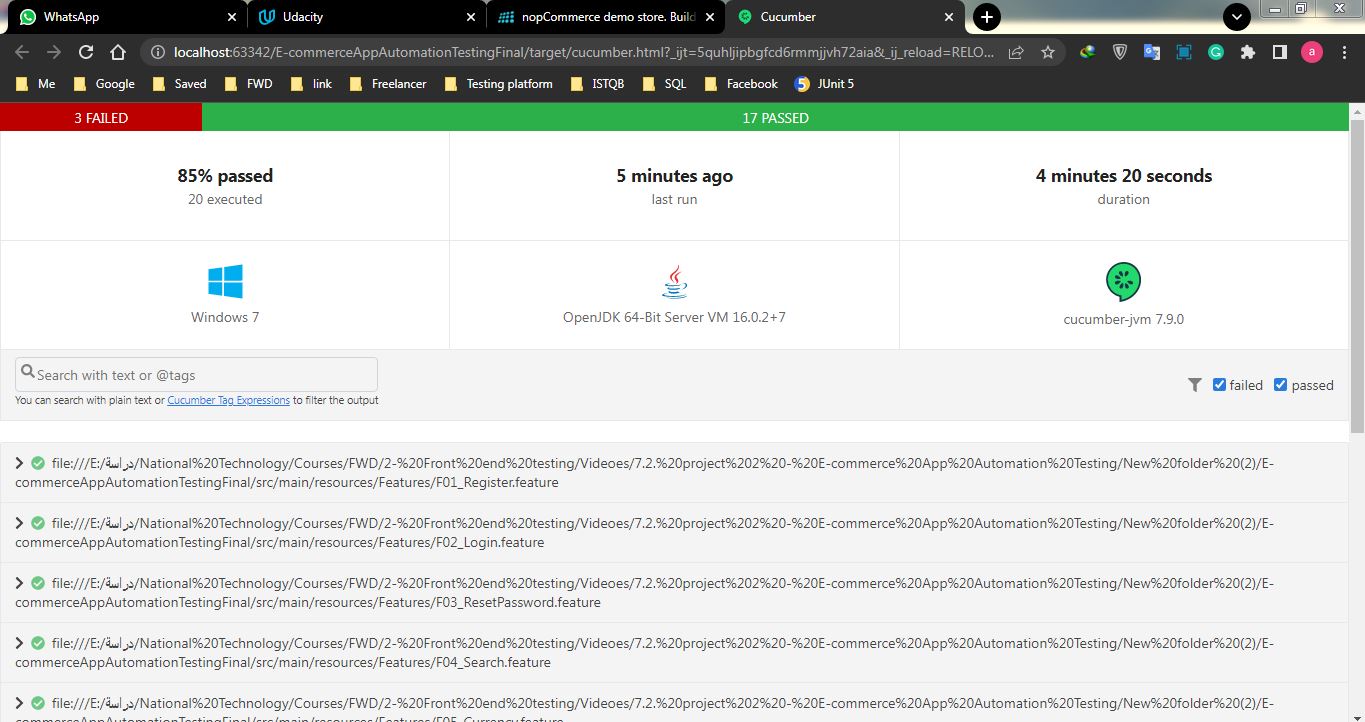 WhatsApp
Udacity
nopCommerce demo store. Build
Cucumber
localhost:63342/E-commerceAppAutomationTestingFinal/target/cucumber.html?_ijt=5quhljipbgfcd6rmmjjvh72aia&_ij_reload=RELO...
a
Me Google Saved FWD link Freelancer Testing platform ISTQB SQL Facebook 5 JUnit 5
3 FAILED 17 PASSED
85% passed 5 minutes ago 4 minutes 20 seconds
20 executed last run duration
Windows 7 OpenJDK 64-Bit Server VM 16.0.2+7 cucumber-jvm 7.9.0
Search with text or @tags
failed passed
You can search with plain text or Cucumber Tag Expressions to filter the output
file:///E:/دراسة/National%20Technology/Courses/FWD/2-%20Front%20end%20testing/Videoes/7.2.%20project%202%20-%20E-commerce%20App%20Automation%20Testing/New%20folder%20(2)/E-
commerceAppAutomationTestingFinal/src/main/resources/Features/F01_Register.feature
file:///E:/دراسة/National%20Technology/Courses/FWD/2-%20Front%20end%20testing/Videoes/7.2.%20project%202%20-%20E-commerce%20App%20Automation%20Testing/New%20folder%20(2)/E-
commerceAppAutomationTestingFinal/src/main/resources/Features/F02_Login.feature
file:///E:/دراسة/National%20Technology/Courses/FWD/2-%20Front%20end%20testing/Videoes/7.2.%20project%202%20-%20E-commerce%20App%20Automation%20Testing/New%20folder%20(2)/E-
commerceAppAutomationTestingFinal/src/main/resources/Features/F03_ResetPassword.feature
file:///E:/دراسة/National%20Technology/Courses/FWD/2-%20Front%20end%20testing/Videoes/7.2.%20project%202%20-%20E-commerce%20App%20Automation%20Testing/New%20folder%20(2)/E-
commerceAppAutomationTestingFinal/src/main/resources/Features/F04_Search.feature
file:///E:/دراسة/National%20Technology/Courses/FWD/2-%20Front%20end%20testing/Videoes/7.2.%20project%202%20-%20E-commerce%20App%20Automation%20Testing/New%20folder%20(2)/E-
commerceAppAutomationTestingFinal/src/main/resources/Features/F05_Currency.feature